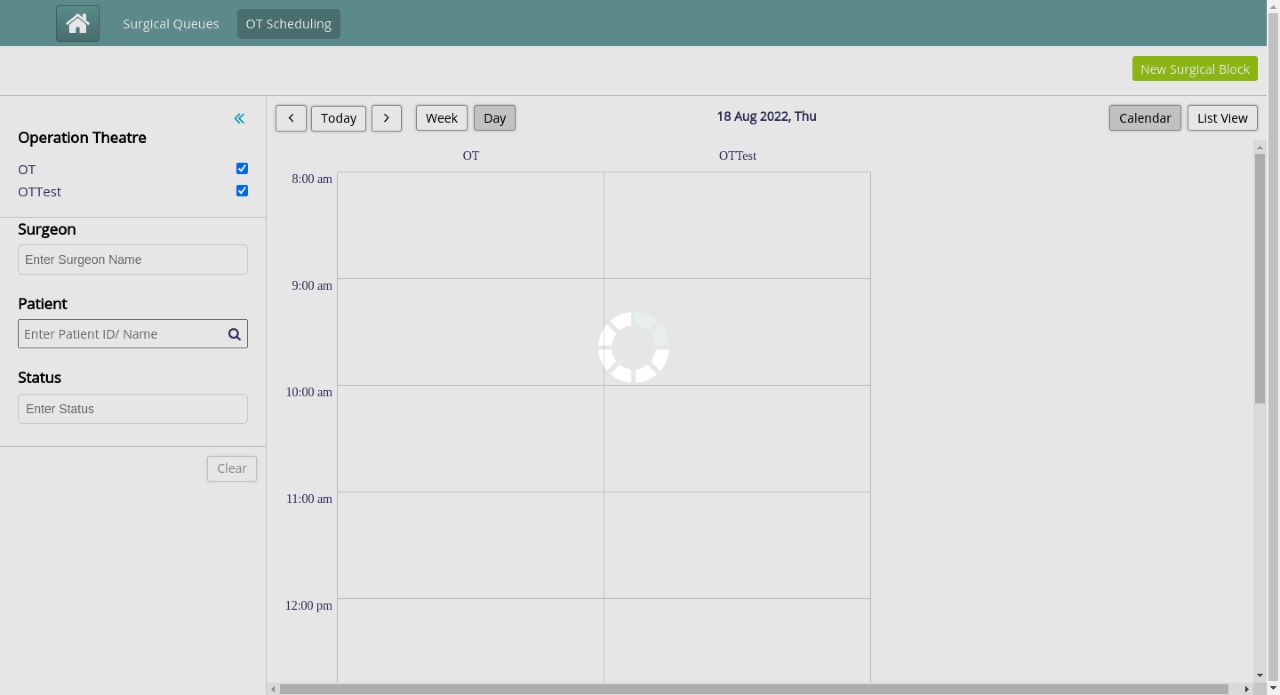 Surgical Queues
OT Scheduling
New Surgical Block
Operation Theatre
OT
OTTest
Surgeon
Enter Surgeon Name
Patient
Enter Patient ID/ Name
Status
Enter Status
Clear
Today
Week
Day
18 Aug 2022, Thu
Calendar
List View
OT
OTTest
8:00 am
9:00 am
10:00 am
11:00 am
12:00 pm